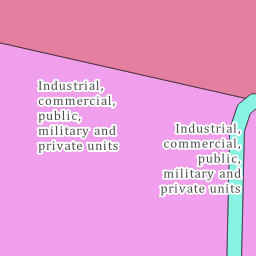 Industrial,
commercial,
public,
military and
private units
Industrial,
commercial,
public,
military and
private units